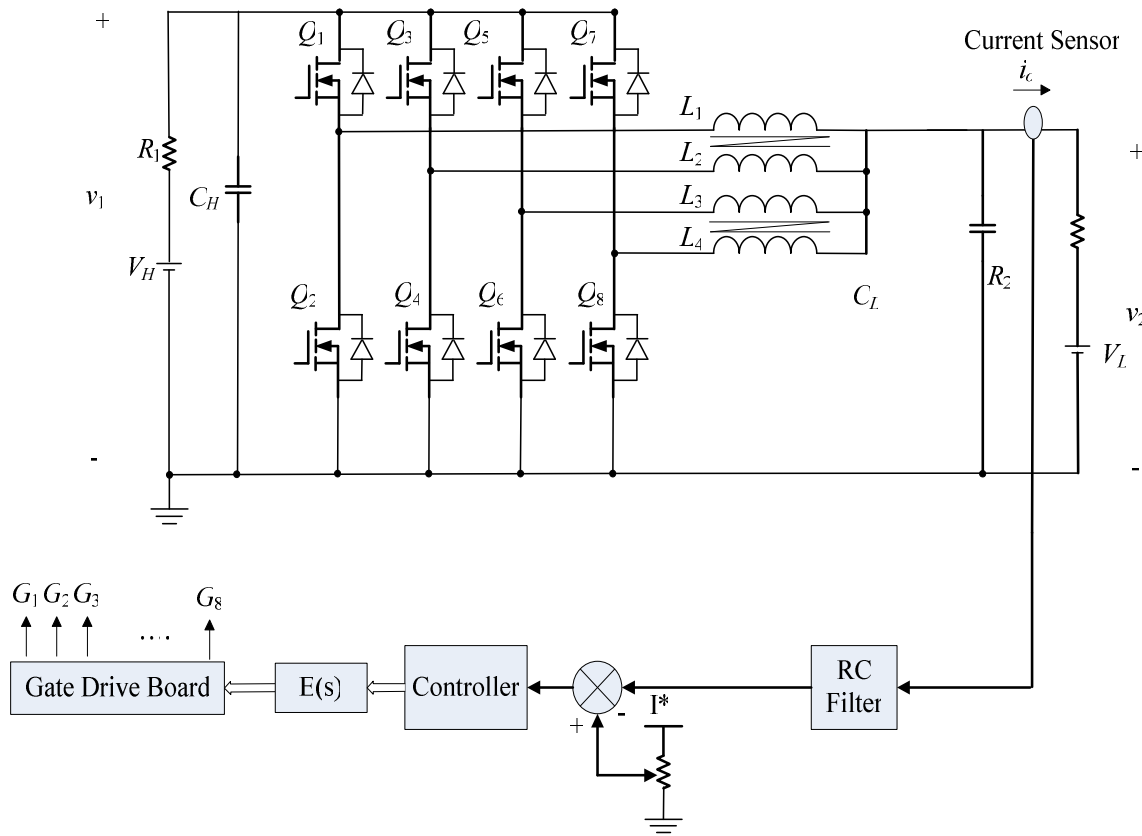 +
Q1 Q3 Q5 Q7
Current Sensor
io
L1
R1
L2
+
v1
CH
L3
L4
VH
Q2 Q4 Q6 Q8
CL
R2
v2
VL
-
-
G1 G2 G3 .... G8
Gate Drive Board
E(s)
Controller
+
-
I*
RC
Filter